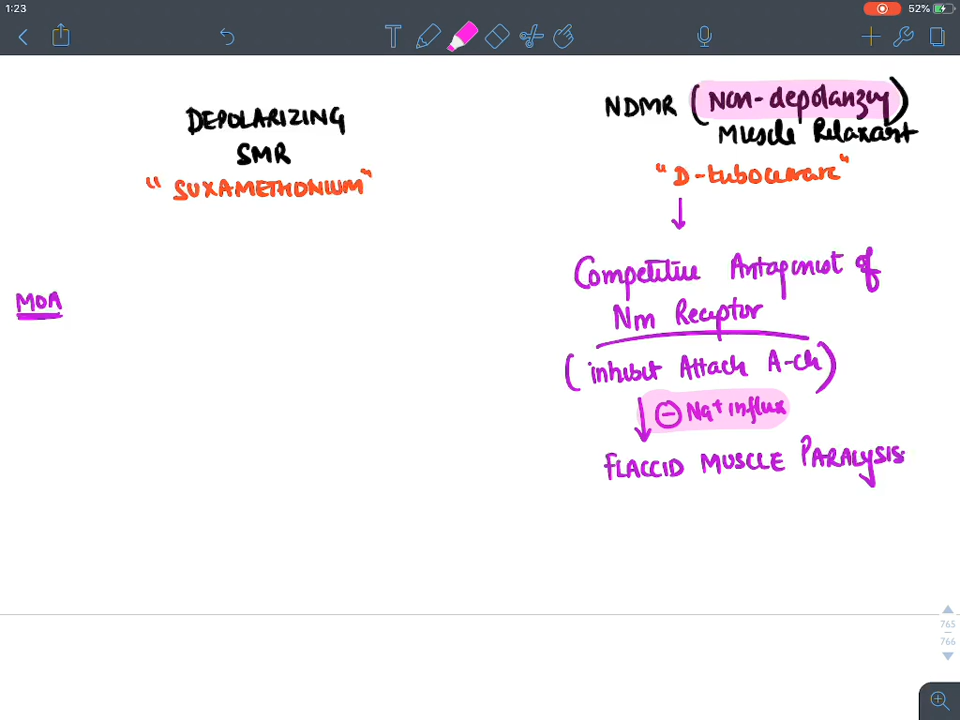 1:23
52%
T
DEPOLARIZING
SMR
" SUXAMETHONIUM"
NDMR (Non-depolarizing)
Muscle Relaxant
" D-tubocurare"
MOA
Competitive Antagonist of
Nm Receptor
(inhibit Attach A-ch)
⊖ Na+ influx
FLACCID MUSCLE PARALYSIS.
765
766